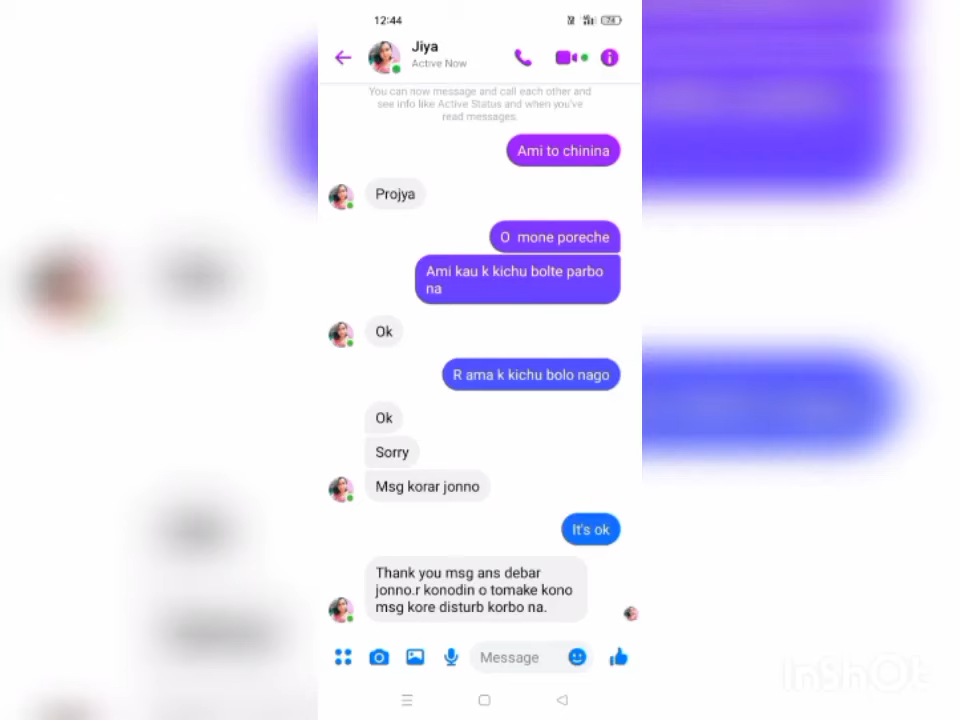 12:44
74
Jiya
Active Now
You can now message and call each other and
see info like Active Status and when you've
read messages.
Ami to chinina
Projya
O mone poreche
Ami kau k kichu bolte parbo
na
Ok
R ama k kichu bolo nago
Ok
Sorry
Msg korar jonno
It's ok
Thank you msg ans debar
jonno.r konodin o tomake kono
msg kore disturb korbo na.
Message
InShOt